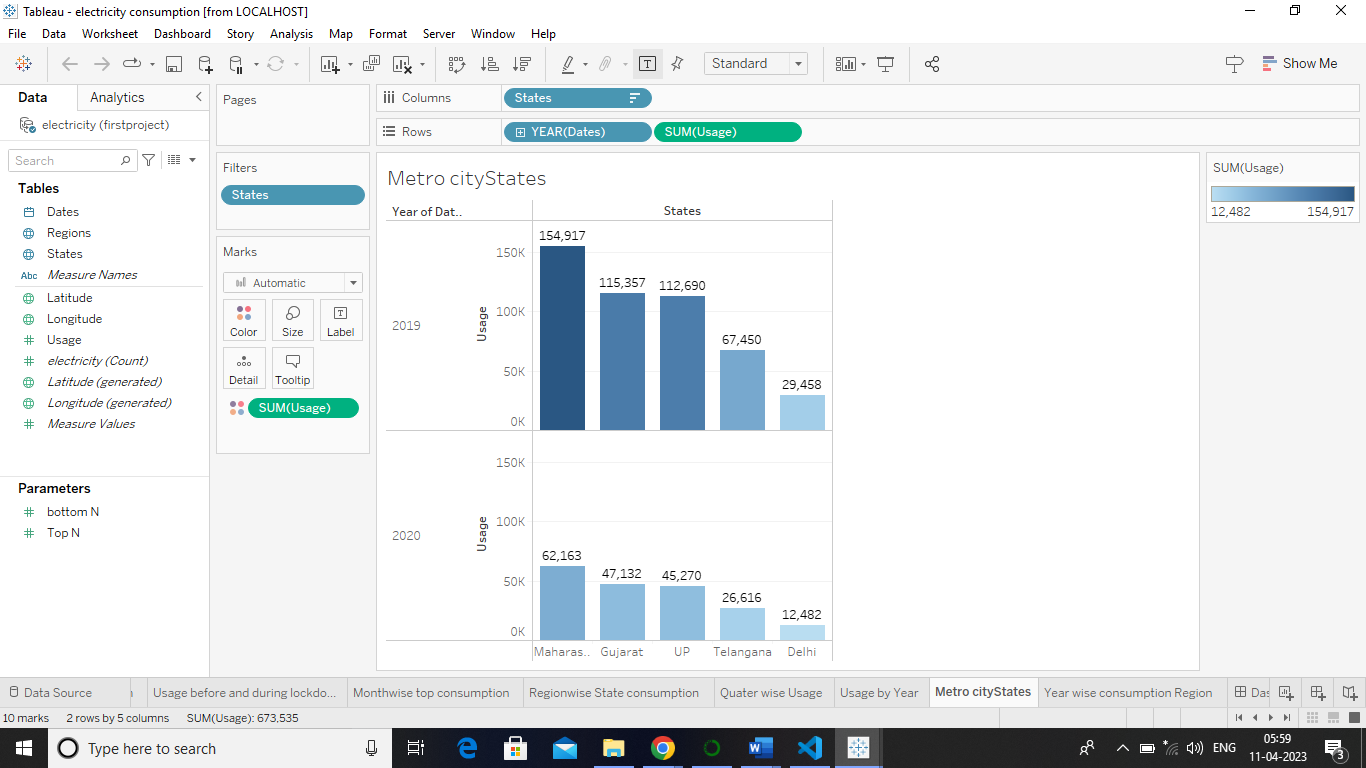 Tableau - electricity consumption [from LOCALHOST]
File Data Worksheet Dashboard Story Analysis Map Format Server Window Help
Standard
Show Me
Data Analytics
electricity (firstproject)
Search
Tables
Dates
Regions
States
Abc Measure Names
Latitude
Longitude
Usage
electricity (Count)
Latitude (generated)
Longitude (generated)
Measure Values
Parameters
bottom N
Top N
Pages
Filters
States
Marks
Automatic
Color Size Label
Detail Tooltip
SUM(Usage)
Columns States
Rows YEAR(Dates) SUM(Usage)
Metro cityStates
Year of Dat.. States
154,917
150K
115,357 112,690
100K
2019 Usage
67,450
50K
29,458
0K
150K
100K
2020 Usage
62,163
50K
47,132 45,270
26,616
12,482
0K
Maharas.. Gujarat UP Telangana Delhi
SUM(Usage)
12,482 154,917
Data Source Usage before and during lockdo... Monthwise top consumption Regionwise State consumption Quater wise Usage Usage by Year Metro cityStates Year wise consumption Region Das
10 marks 2 rows by 5 columns SUM(Usage): 673,535
Type here to search
ENG
05:59
11-04-2023
3